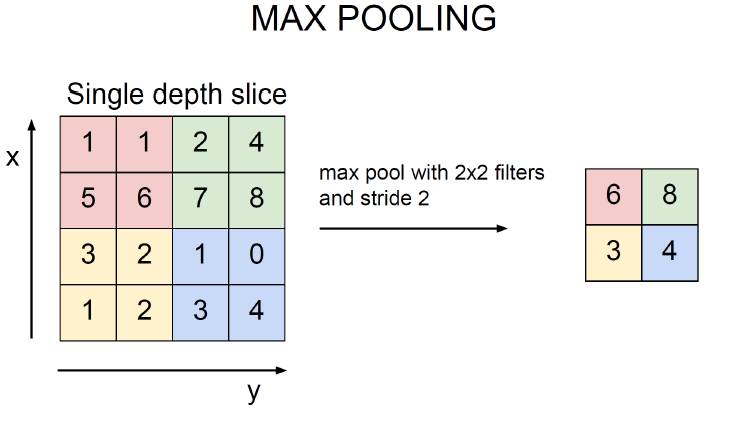 MAX POOLING
Single depth slice
x
1 1 2 4
5 6 7 8
3 2 1 0
1 2 3 4
y
max pool with 2x2 filters
and stride 2
6 8
3 4